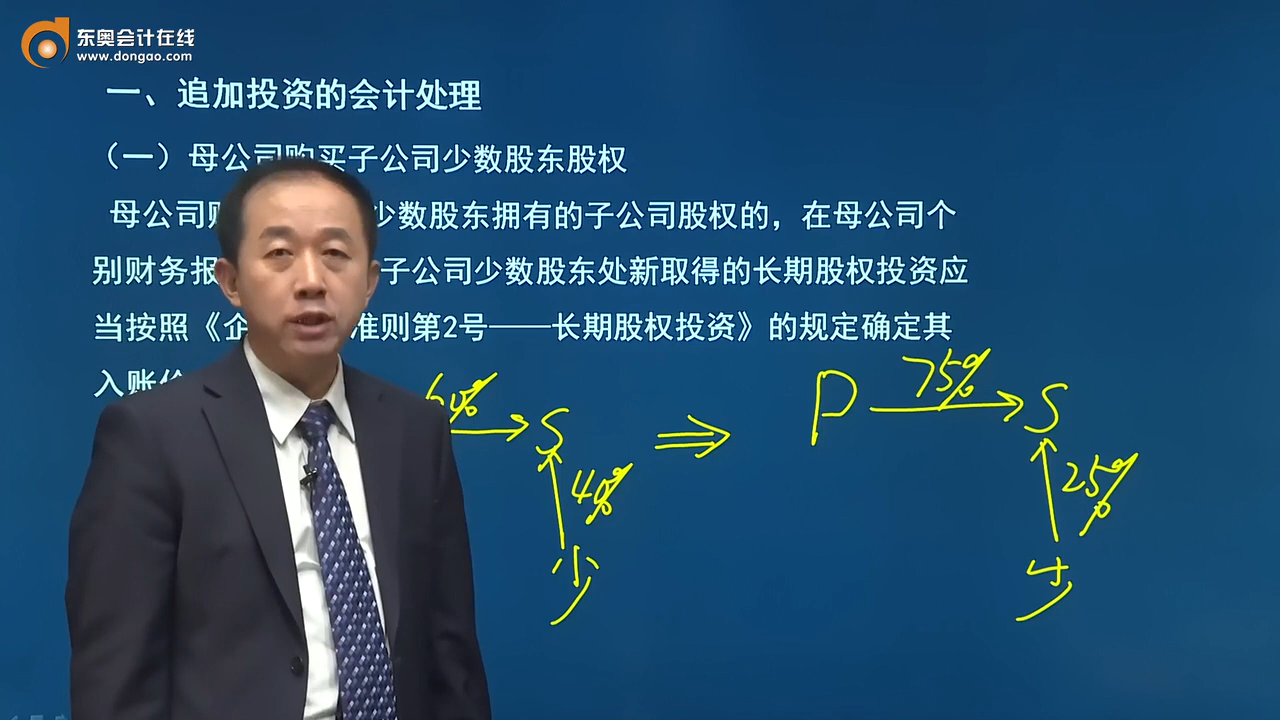 东奥会计在线
www.dongao.com
一、追加投资的会计处理
（一）母公司购买子公司少数股东股权
母公司购 少数股东拥有的子公司股权的，在母公司个
别财务报 子公司少数股东处新取得的长期股权投资应
当按照《企 准则第2号——长期股权投资》的规定确定其
入账价
60% S ⇒ P 75% S
40% 25%
少 少